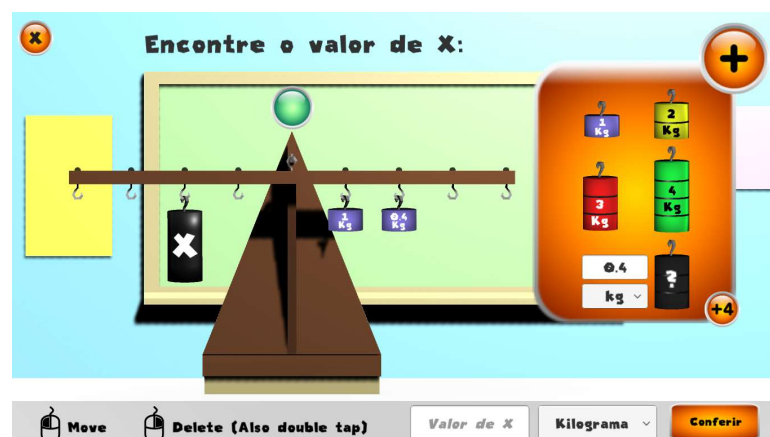 X
Encontre o valor de X:
+
1
Kg
2
Kg
3
Kg
4
Kg
X
1
Kg
0.4
Kg
0.4
?
kg
+4
Move
Delete (Also double tap)
Valor de X
Kilograma
Conferir